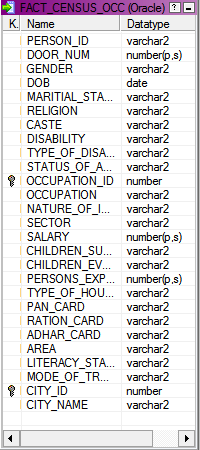 FACT_CENSUS_OCC (Oracle)
K. Name Datatype
PERSON_ID varchar2
DOOR_NUM number(p,s)
GENDER varchar2
DOB date
MARITIAL_STA... varchar2
RELIGION varchar2
CASTE varchar2
DISABILITY varchar2
TYPE_OF_DISA... varchar2
STATUS_OF_A... varchar2
OCCUPATION_ID number
OCCUPATION varchar2
NATURE_OF_I... varchar2
SECTOR varchar2
SALARY number(p,s)
CHILDREN_SU... varchar2
CHILDREN_EV... varchar2
PERSONS_EXP... number(p,s)
TYPE_OF_HOU... varchar2
PAN_CARD varchar2
RATION_CARD varchar2
ADHAR_CARD varchar2
AREA varchar2
LITERACY_STA... varchar2
MODE_OF_TR... varchar2
CITY_ID number
CITY_NAME varchar2